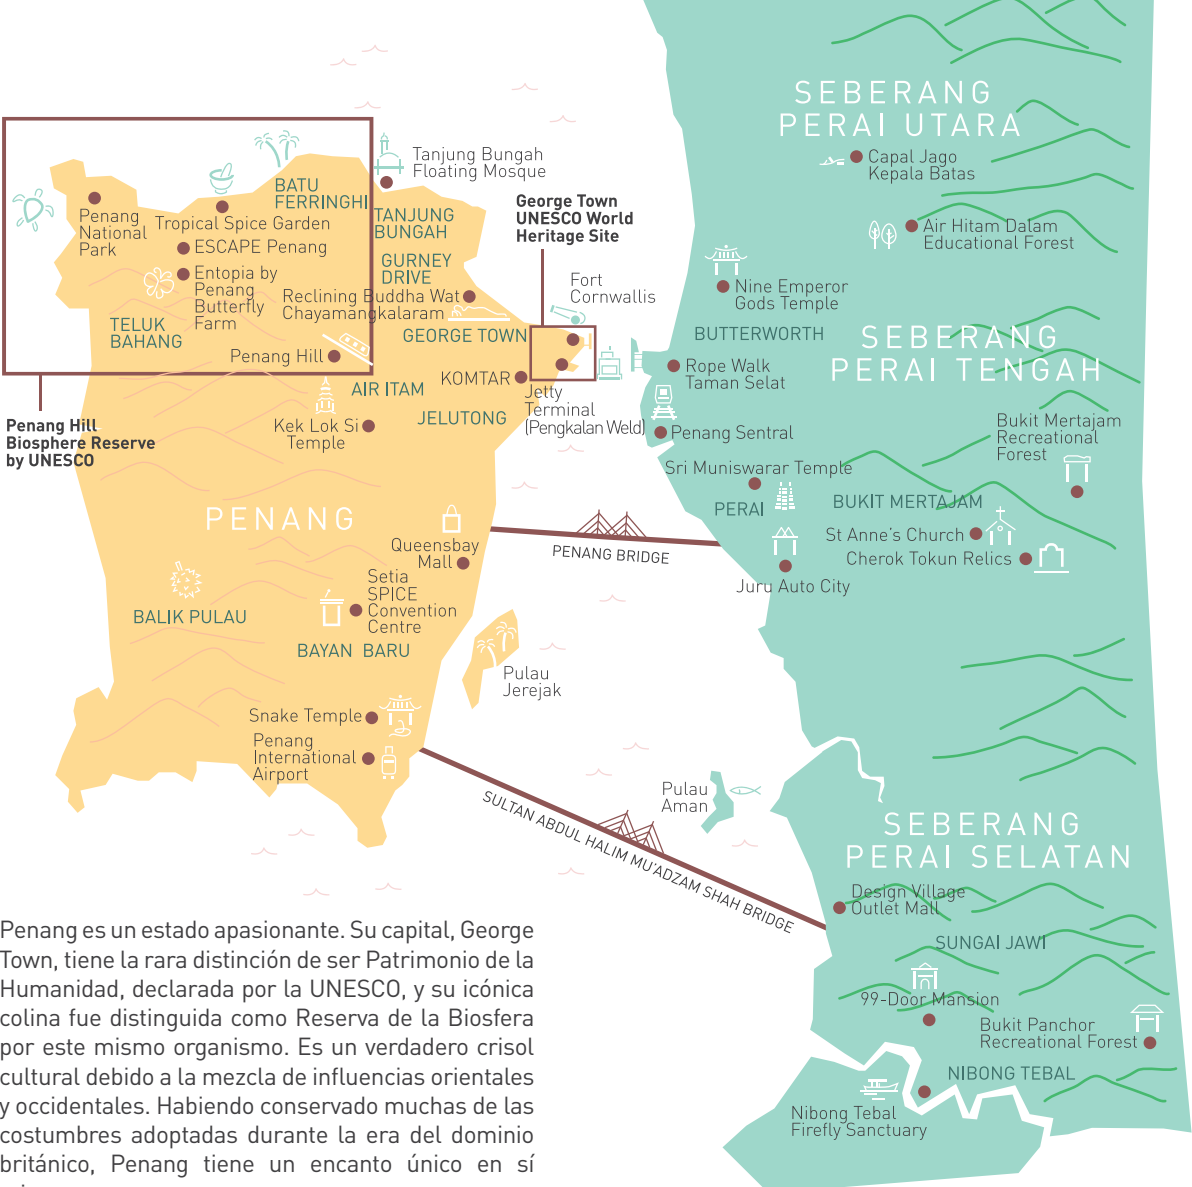 SEBERANG
PERAI UTARA
Capal Jago
Kepala Batas
Air Hitam Dalam
Educational Forest
Tanjung Bungah
Floating Mosque
BATU
FERRINGHI
TANJUNG
BUNGAH
George Town
UNESCO World
Heritage Site
Penang
National
Park
Tropical Spice Garden
ESCAPE Penang
Entopia by
Penang
Butterfly
Farm
GURNEY
DRIVE
Reclining Buddha Wat
Chayamangkalaram
Fort
Cornwallis
Nine Emperor
Gods Temple
TELUK
BAHANG
GEORGE TOWN
BUTTERWORTH
SEBERANG
PERAI TENGAH
Penang Hill
Rope Walk
Taman Selat
AIR ITAM
KOMTAR
Jetty
Terminal
(Pengkalan Weld)
JELUTONG
Penang Hill
Biosphere Reserve
by UNESCO
Kek Lok Si
Temple
Penang Sentral
Bukit Mertajam
Recreational
Forest
Sri Muniswarar Temple
PERAI
BUKIT MERTAJAM
PENANG
St Anne's Church
Cherok Tokun Relics
Queensbay
Mall
PENANG BRIDGE
Juru Auto City
Setia
SPICE
Convention
Centre
BALIK PULAU
BAYAN BARU
Pulau
Jerejak
Snake Temple
Penang
International
Airport
Pulau
Aman
SULTAN ABDUL HALIM MU'ADZAM SHAH BRIDGE
SEBERANG
PERAI SELATAN
Design Village
Outlet Mall
SUNGAI JAWI
99-Door Mansion
Bukit Panchor
Recreational Forest
NIBONG TEBAL
Nibong Tebal
Firefly Sanctuary
Penang es un estado apasionante. Su capital, George
Town, tiene la rara distinción de ser Patrimonio de la
Humanidad, declarada por la UNESCO, y su icónica
colina fue distinguida como Reserva de la Biosfera
por este mismo organismo. Es un verdadero crisol
cultural debido a la mezcla de influencias orientales
y occidentales. Habiendo conservado muchas de las
costumbres adoptadas durante la era del dominio
británico, Penang tiene un encanto único en sí